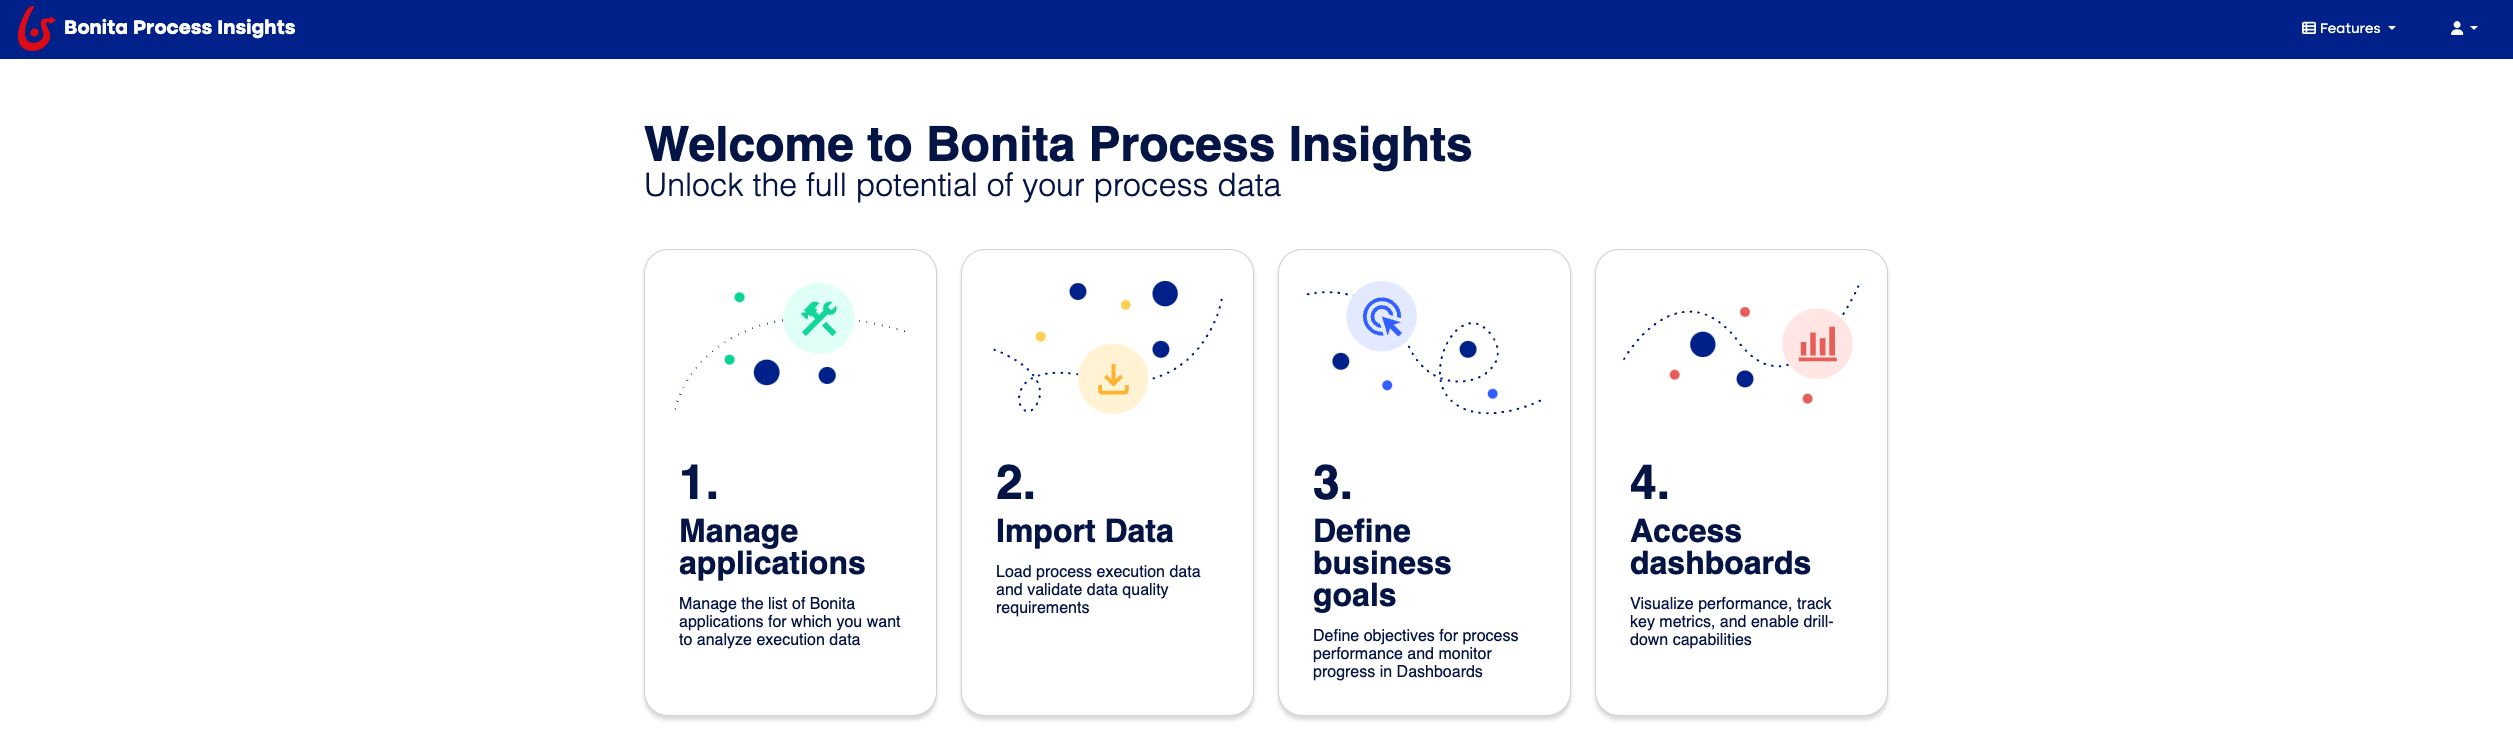 Bonita Process Insights
Features
Welcome to Bonita Process Insights
Unlock the full potential of your process data
1.
Manage
applications
Manage the list of Bonita
applications for which you want
to analyze execution data
2.
Import Data
Load process execution data
and validate data quality
requirements
3.
Define
business
goals
Define objectives for process
performance and monitor
progress in Dashboards
4.
Access
dashboards
Visualize performance, track
key metrics, and enable drill-
down capabilities